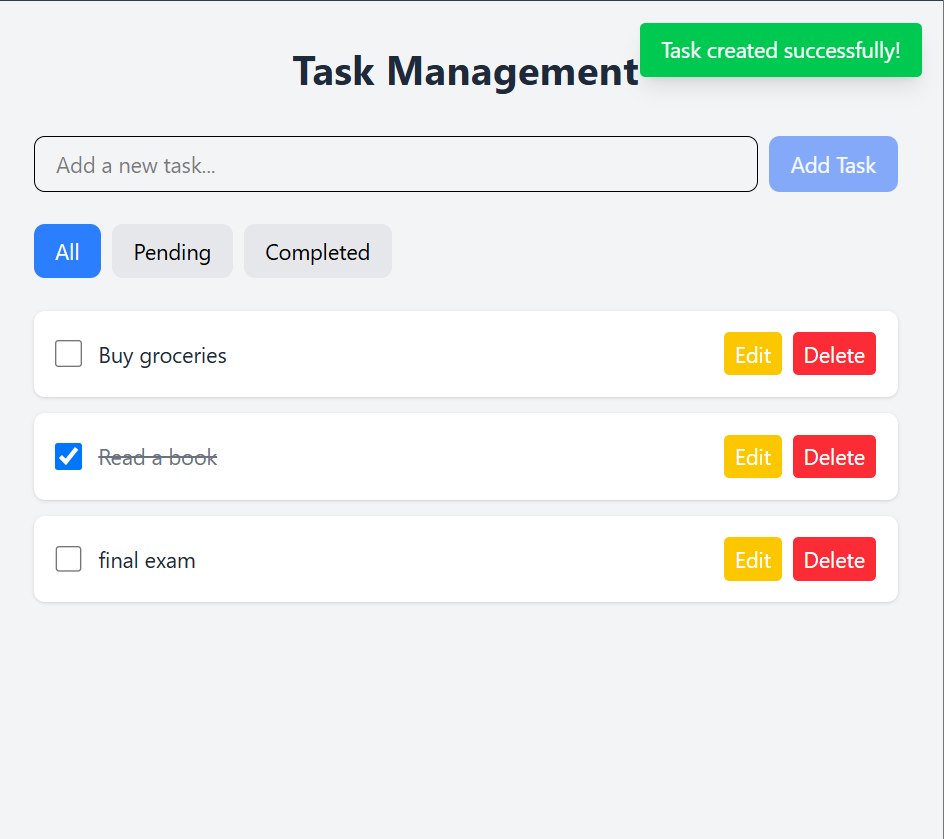 Task created successfully!
Task Management
Add a new task...
Add Task
All
Pending
Completed
Buy groceries
Edit
Delete
Read a book
Edit
Delete
final exam
Edit
Delete